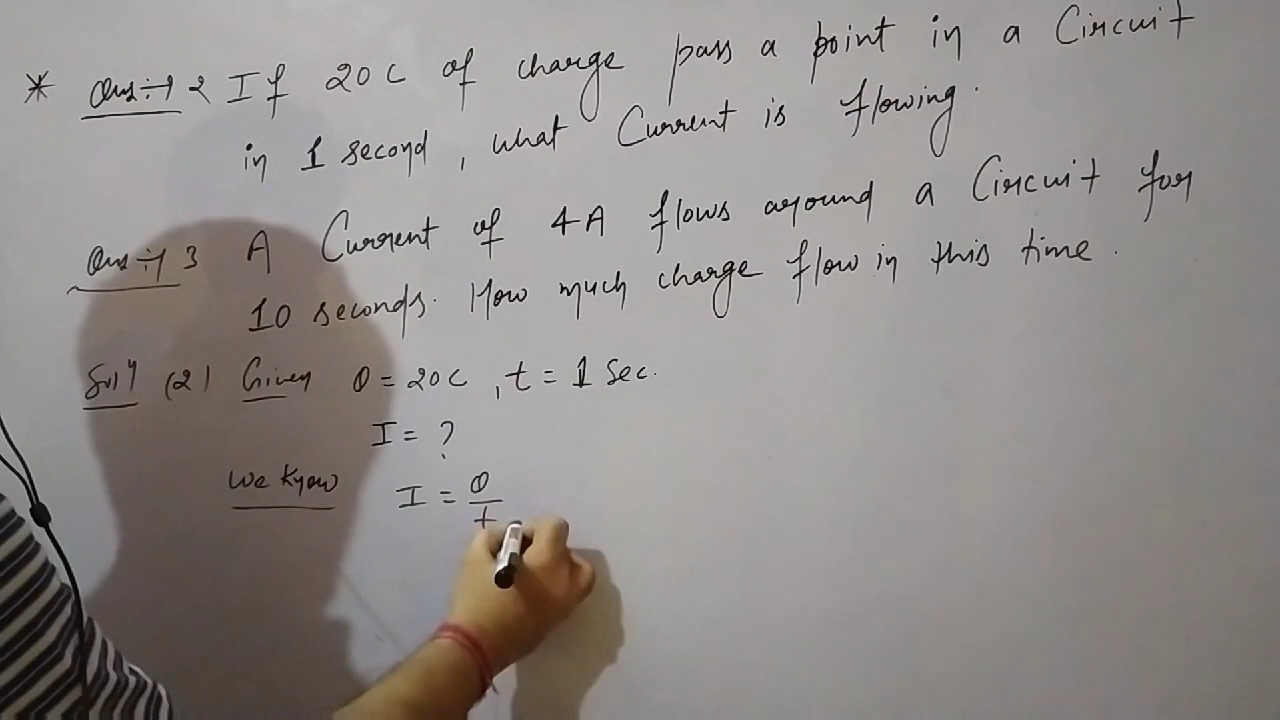 * Ques:-2 If 20C of charge pass a point in a Circuit
in 1 second, what Current is flowing.
Ques:-3 A Current of 4A flows around a Circuit for
10 seconds. How much charge flow in this time.
Solⁿ (2) Given Q = 20C, t = 1 Sec.
I = ?
We Know I = Q/t